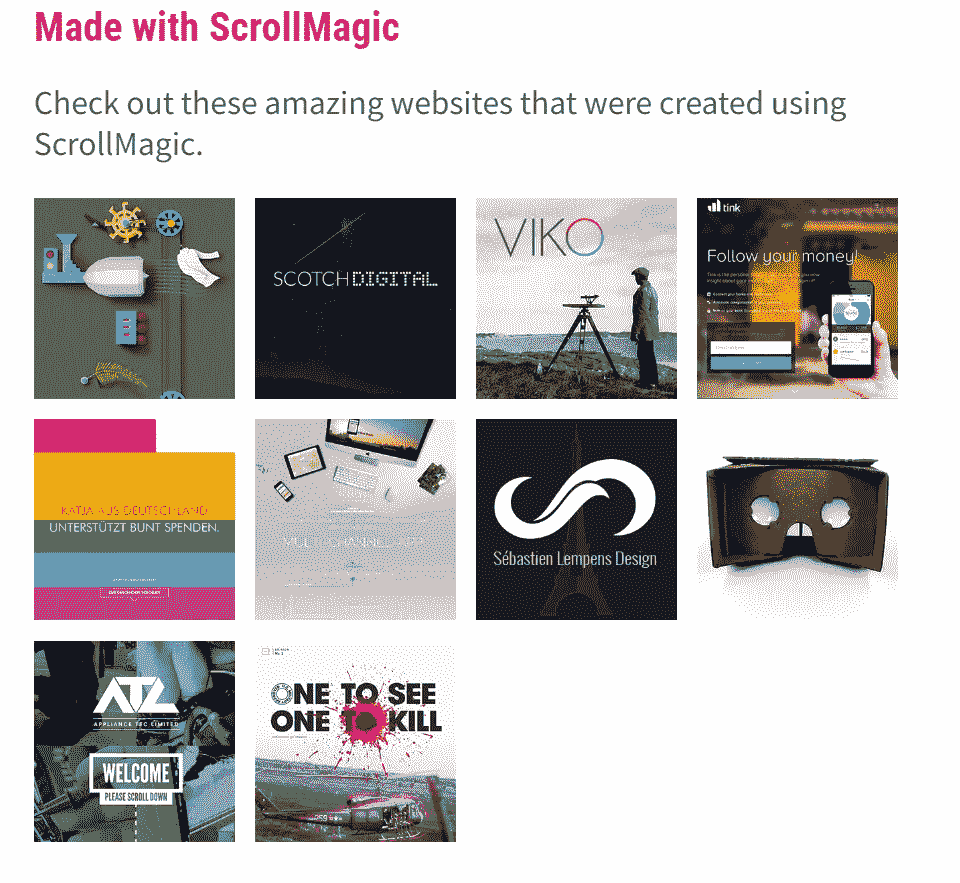 Made with ScrollMagic
Check out these amazing websites that were created using
ScrollMagic.
SCOTCHDIGITAL
VIKO
tink
Follow your money!
KATJA AUS DEUTSCHLAND
UNTERSTÜTZT BUNT SPENDEN.
Sébastien Lempens Design
ATL
APPLIANCE TEC LIMITED
WELCOME
PLEASE SCROLL DOWN
ONE TO SEE
ONE TO KILL